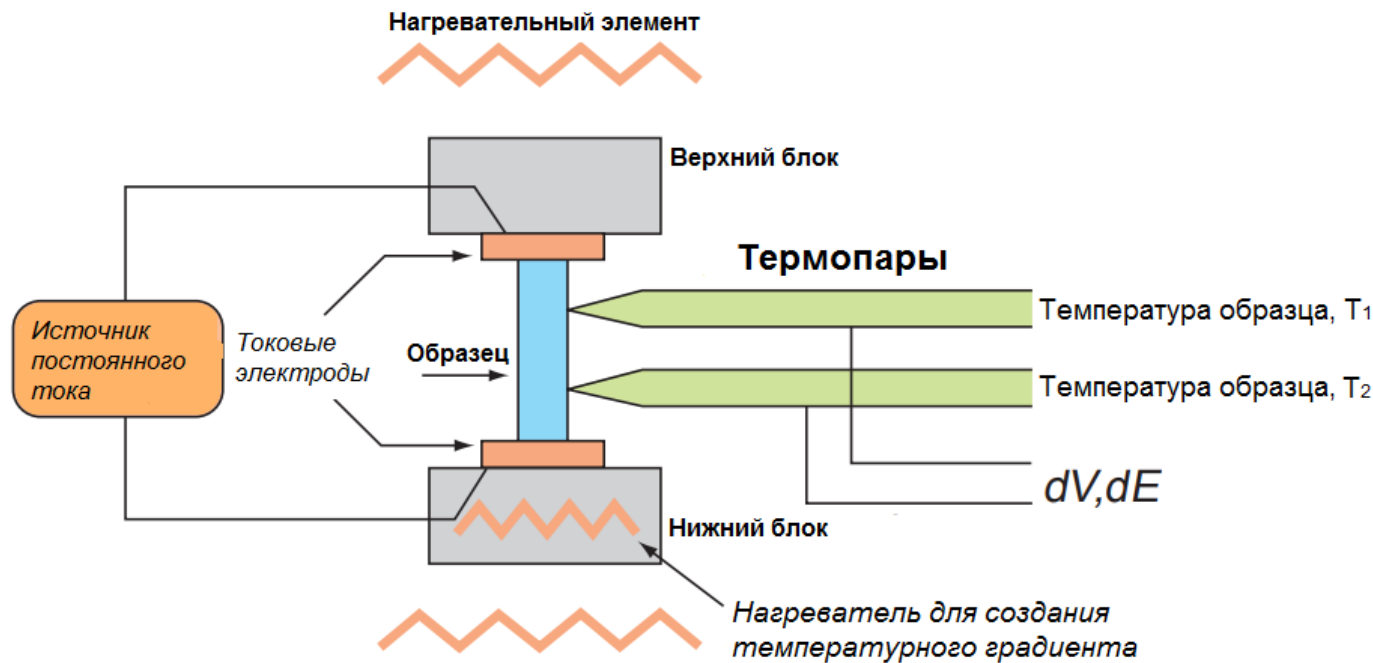 Нагревательный элемент
Верхний блок
Термопары
Температура образца, T1
Источник
постоянного
тока
Токовые
электроды
Образец
Температура образца, T2
dV,dE
Нижний блок
Нагреватель для создания
температурного градиента